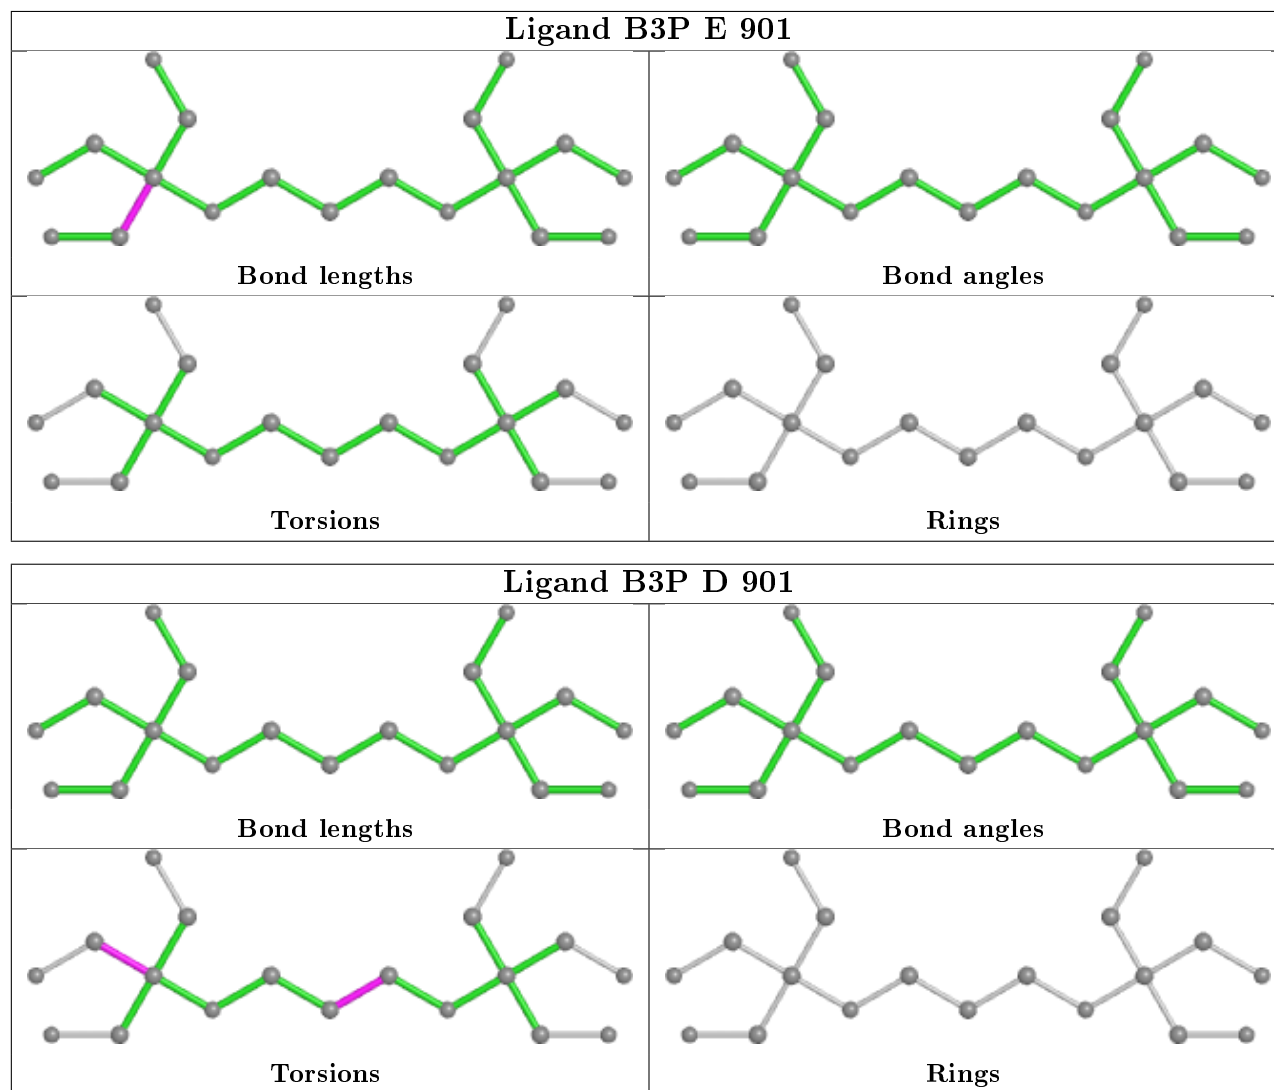 Ligand B3P E 901
Bond lengths
Bond angles
Torsions
Rings
Ligand B3P D 901
Bond lengths
Bond angles
Torsions
Rings